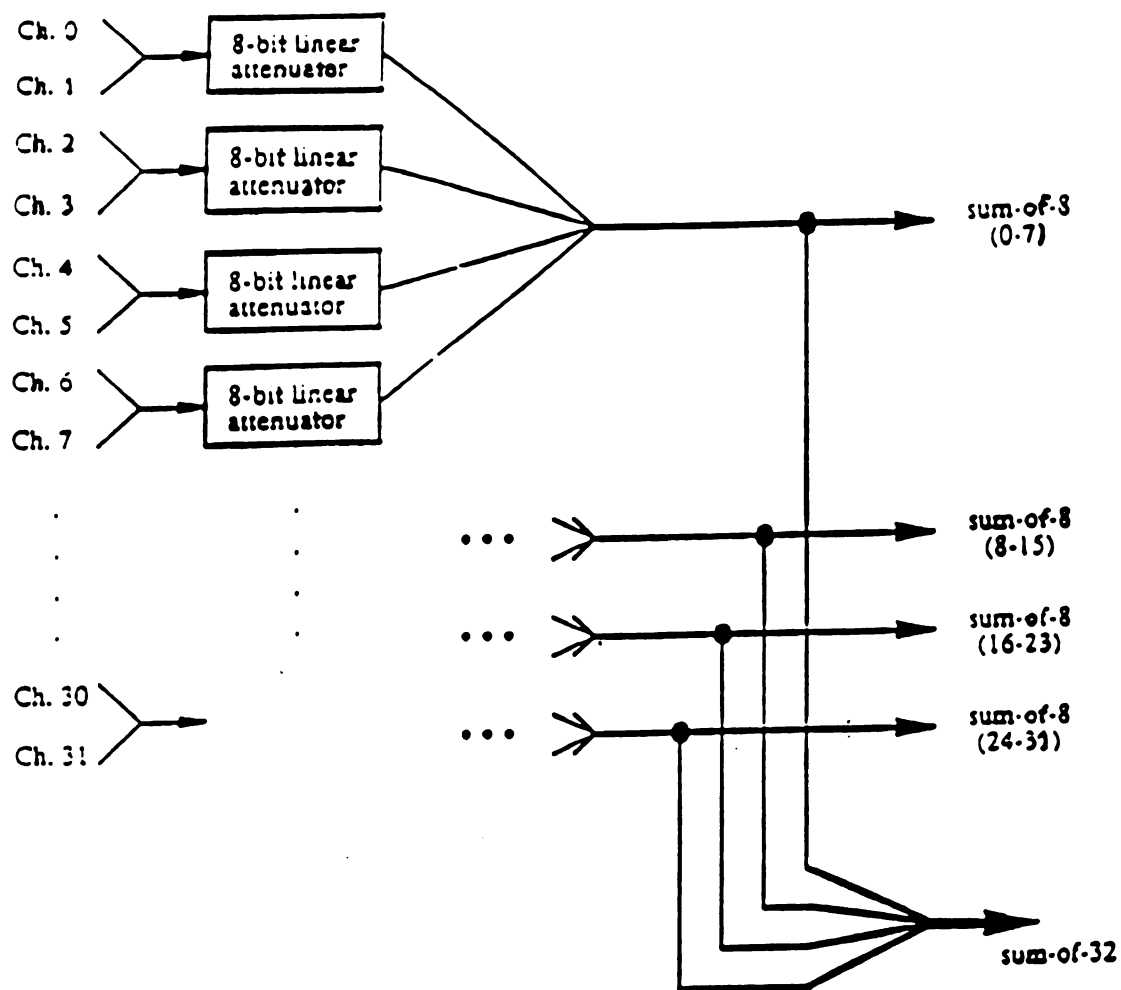 Ch. 0
8-bit linear
attenuator
Ch. 1
Ch. 2
8-bit linear
attenuator
Ch. 3
sum-of-8
(0-7)
Ch. 4
8-bit linear
attenuator
Ch. 5
Ch. 6
8-bit linear
attenuator
Ch. 7
sum-of-8
(8-15)
sum-of-8
(16-23)
Ch. 30
Ch. 31
sum-of-8
(24-31)
sum-of-32